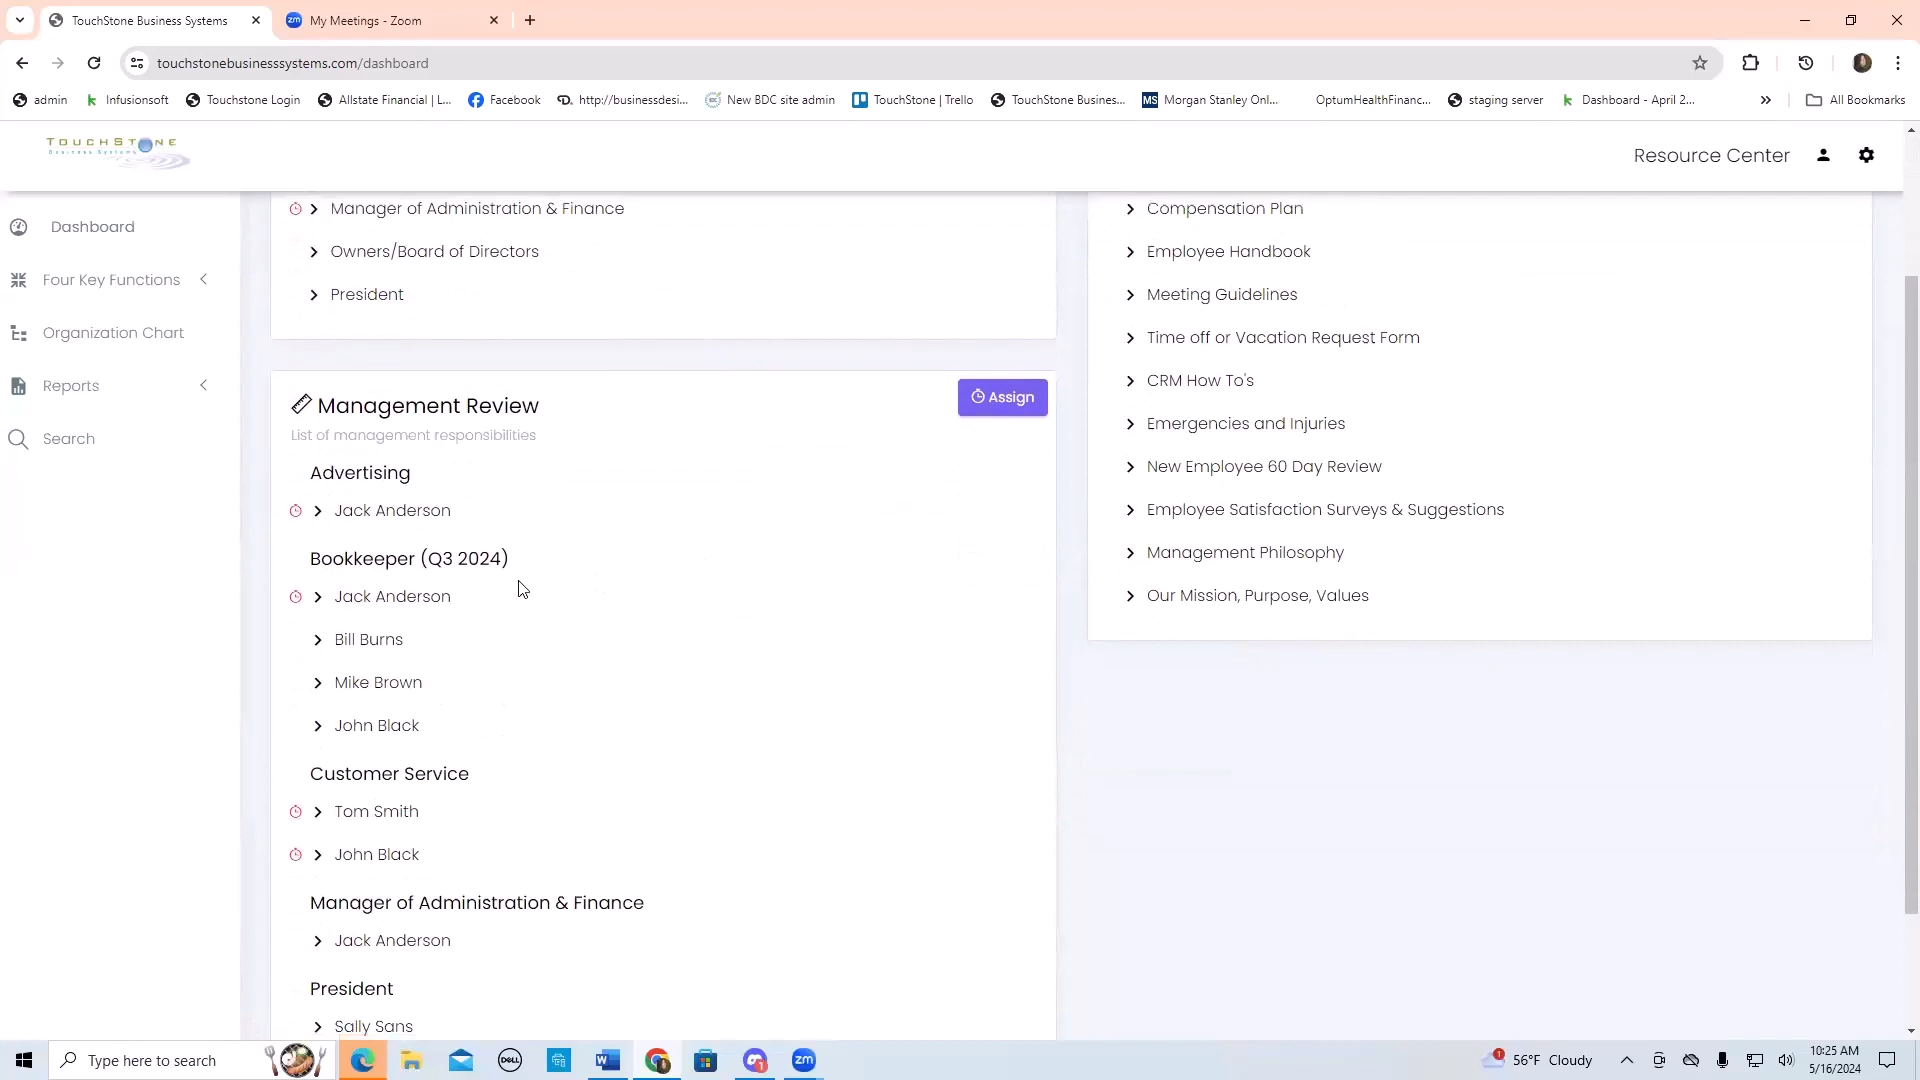 TouchStone Business Systems
My Meetings - Zoom
touchstonebusinesssystems.com/dashboard
admin
Infusionsoft
Touchstone Login
Allstate Financial | L...
Facebook
http://businessdesi...
New BDC site admin
TouchStone | Trello
TouchStone Busines...
MS Morgan Stanley Onl...
OptumHealthFinanc...
staging server
Dashboard - April 2...
All Bookmarks
TOUCHSTONE
Business Systems
Resource Center
Dashboard
Four Key Functions
Organization Chart
Reports
Search
Manager of Administration & Finance
Owners/Board of Directors
President
Management Review
Assign
List of management responsibilities
Advertising
Jack Anderson
Bookkeeper (Q3 2024)
Jack Anderson
Bill Burns
Mike Brown
John Black
Customer Service
Tom Smith
John Black
Manager of Administration & Finance
Jack Anderson
President
Sally Sans
Compensation Plan
Employee Handbook
Meeting Guidelines
Time off or Vacation Request Form
CRM How To's
Emergencies and Injuries
New Employee 60 Day Review
Employee Satisfaction Surveys & Suggestions
Management Philosophy
Our Mission, Purpose, Values
Type here to search
DELL
zm
1
56°F Cloudy
10:25 AM
5/16/2024